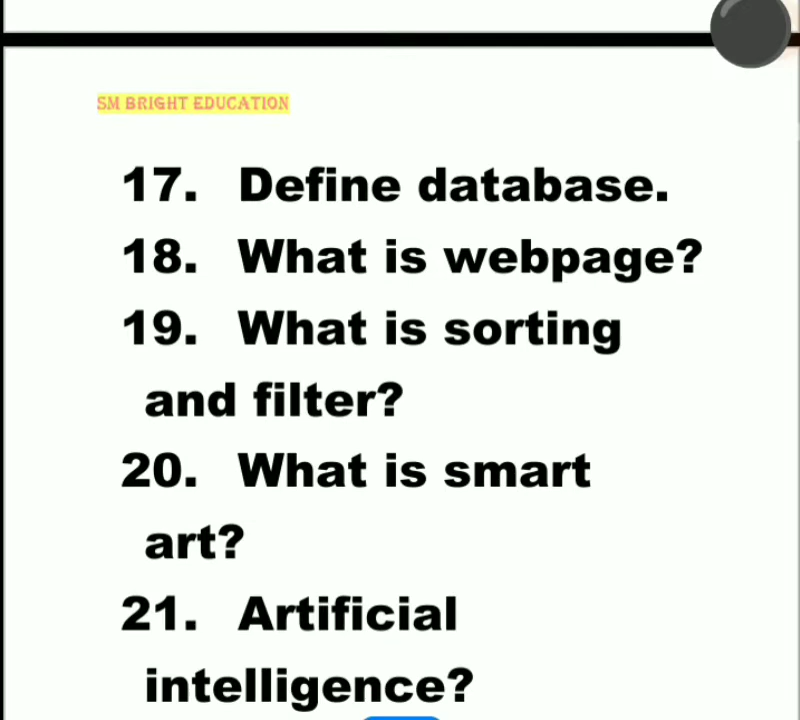 SM BRIGHT EDUCATION
17. Define database.
18. What is webpage?
19. What is sorting
and filter?
20. What is smart
art?
21. Artificial
intelligence?